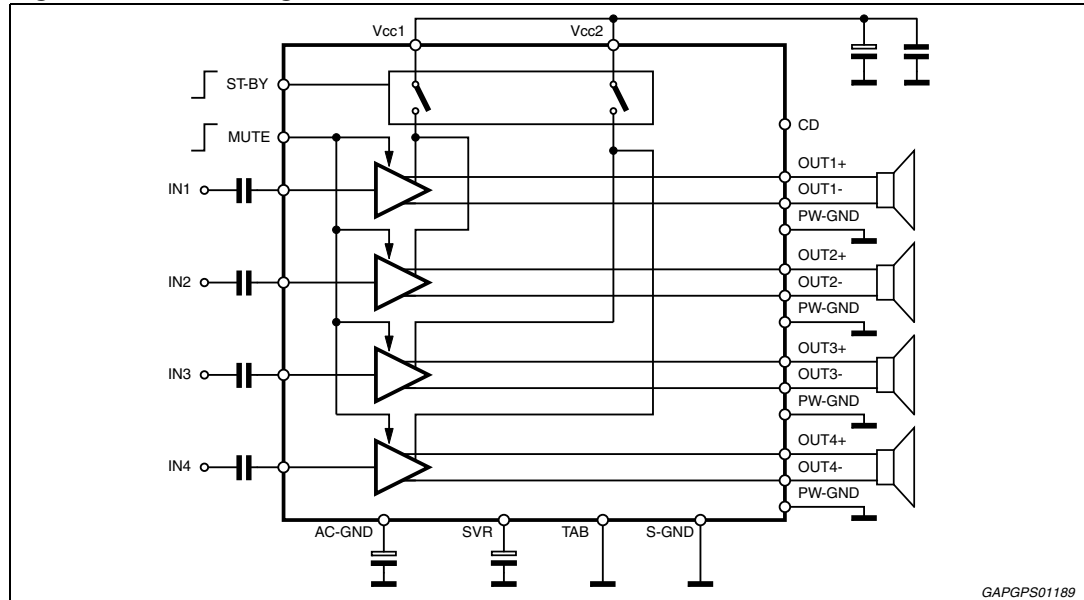 Vcc1
Vcc2
ST-BY
MUTE
CD
OUT1+
IN1
OUT1-
PW-GND
OUT2+
IN2
OUT2-
PW-GND
OUT3+
IN3
OUT3-
PW-GND
OUT4+
IN4
OUT4-
PW-GND
AC-GND
SVR
TAB
S-GND
GAPGPS01189